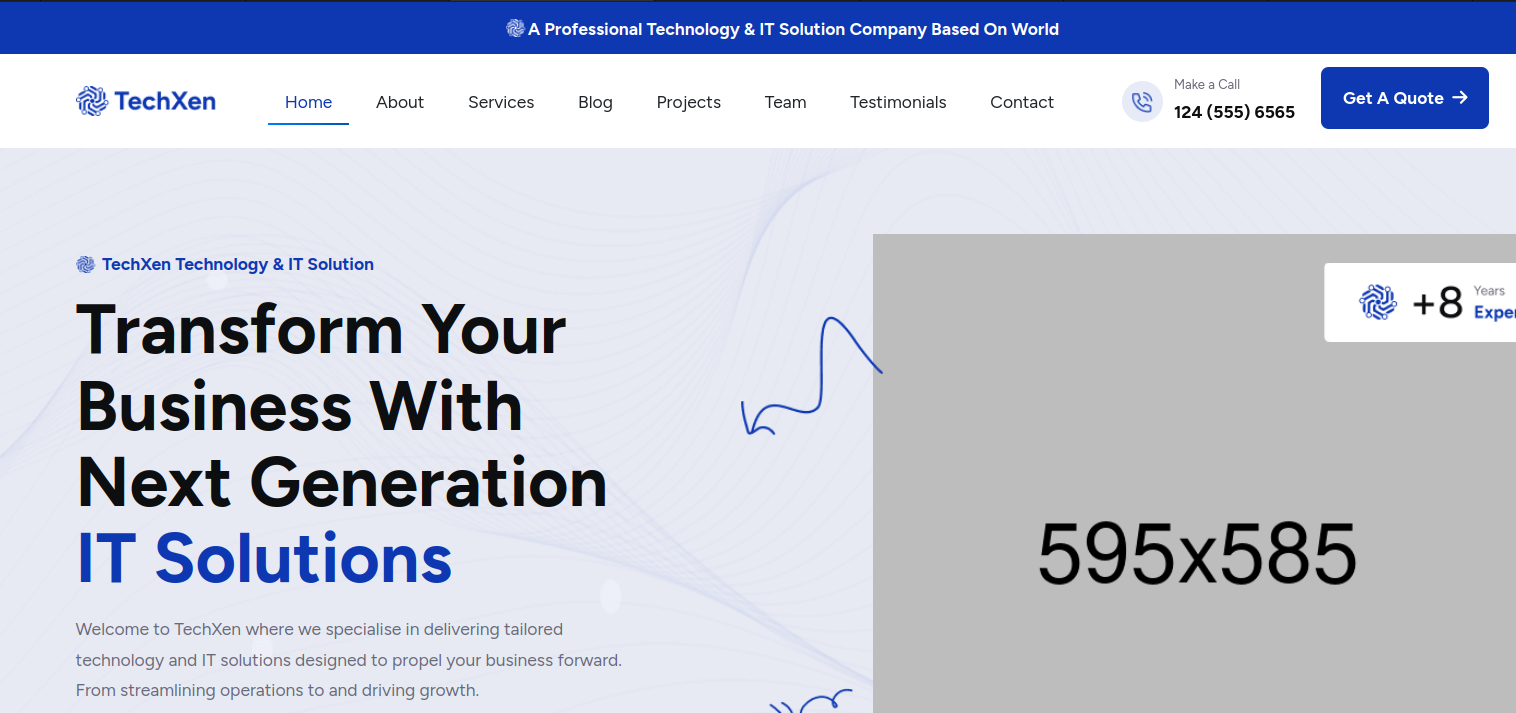 A Professional Technology & IT Solution Company Based On World
TechXen
Home
About
Services
Blog
Projects
Team
Testimonials
Contact
Make a Call
124 (555) 6565
Get A Quote
TechXen Technology & IT Solution
Transform Your
Business With
Next Generation
IT Solutions
Welcome to TechXen where we specialise in delivering tailored
technology and IT solutions designed to propel your business forward.
From streamlining operations to and driving growth.
+8
Years
595x585